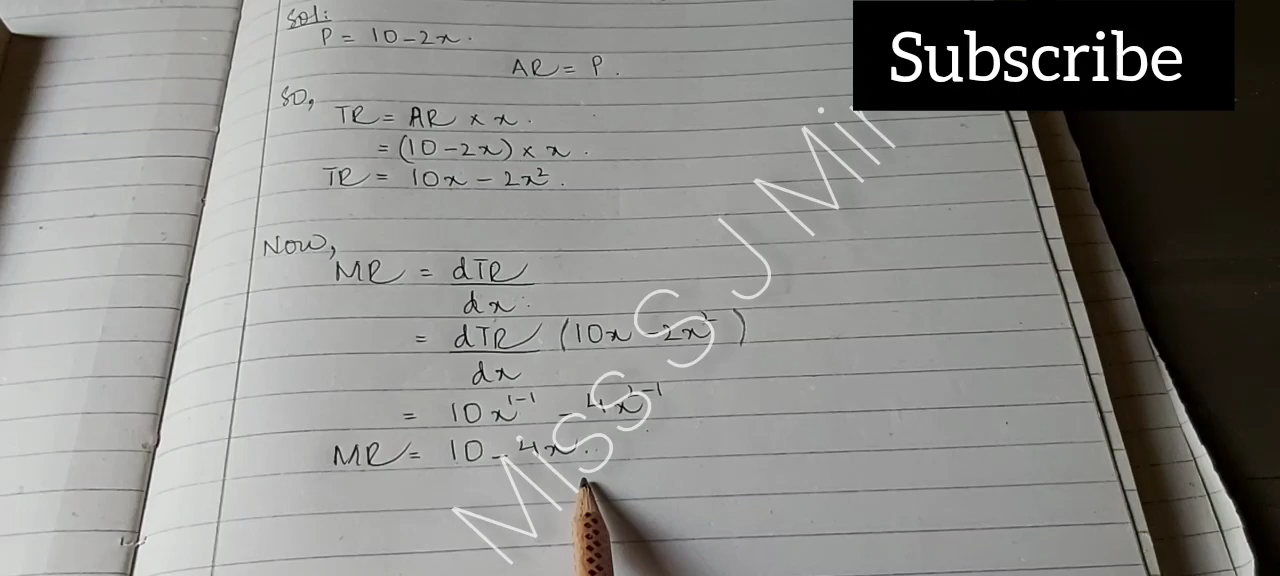 Sol:
P = 10 - 2x.
AR = P.
SO,
TR = AR × x.
= (10 - 2x) × x.
TR = 10x - 2x².
Now,
MR = dTR
dx
= dTR (10x - 2x²)
dx
= 10x¹⁻¹ - 4x²⁻¹
MR = 10 - 4x.
Subscribe
Miss S J Mir